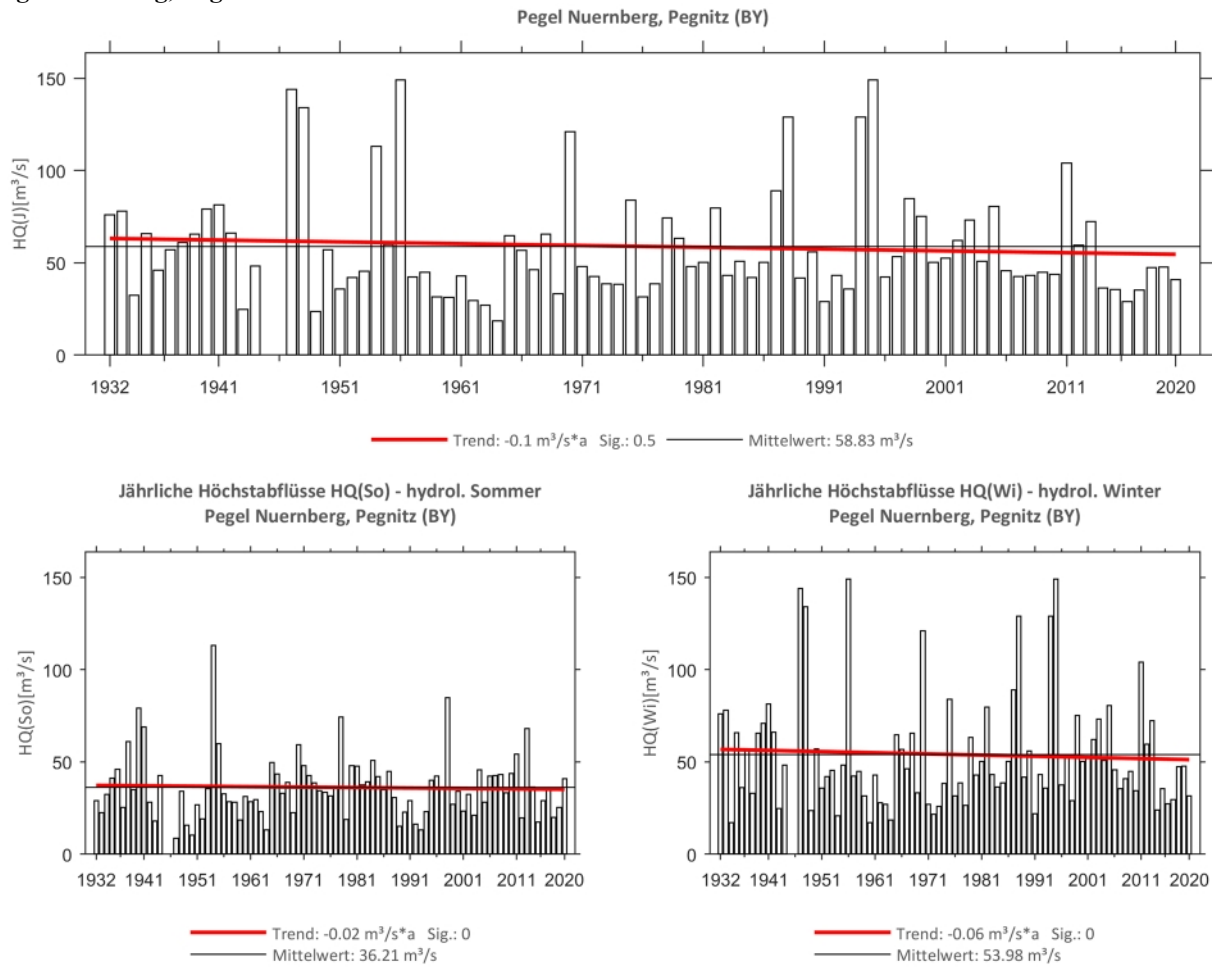 Pegel Nuernberg, Pegnitz (BY)
150
100
50
0
HQ(J)[m³/s]
1932 1941 1951 1961 1971 1981 1991 2001 2011 2020
Trend: -0.1 m³/s*a Sig.: 0.5 Mittelwert: 58.83 m³/s
Jährliche Höchstabflüsse HQ(So) - hydrol. Sommer
Pegel Nuernberg, Pegnitz (BY)
150
100
50
0
HQ(So)[m³/s]
1932 1941 1951 1961 1971 1981 1991 2001 2011 2020
Trend: -0.02 m³/s*a Sig.: 0
Mittelwert: 36.21 m³/s
Jährliche Höchstabflüsse HQ(Wi) - hydrol. Winter
Pegel Nuernberg, Pegnitz (BY)
150
100
50
0
HQ(Wi)[m³/s]
1932 1941 1951 1961 1971 1981 1991 2001 2011 2020
Trend: -0.06 m³/s*a Sig.: 0
Mittelwert: 53.98 m³/s